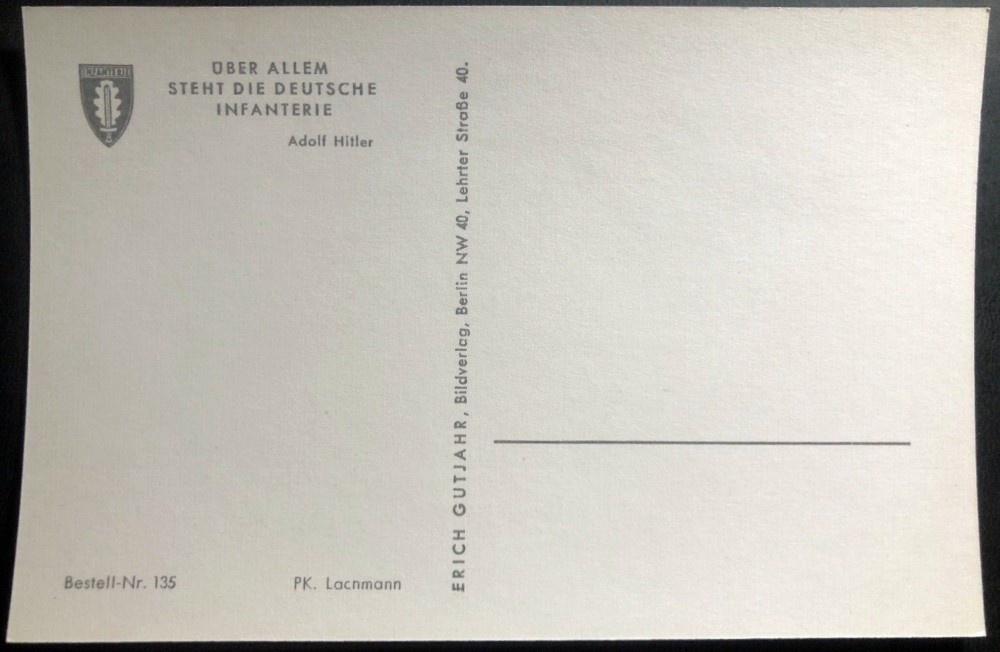 INFANTERIE
ÜBER ALLEM
STEHT DIE DEUTSCHE
INFANTERIE
Adolf Hitler
ERICH GUTJAHR, Bildverlag, Berlin NW 40, Lehrter Straße 40.
Bestell-Nr. 135
PK. Lachmann